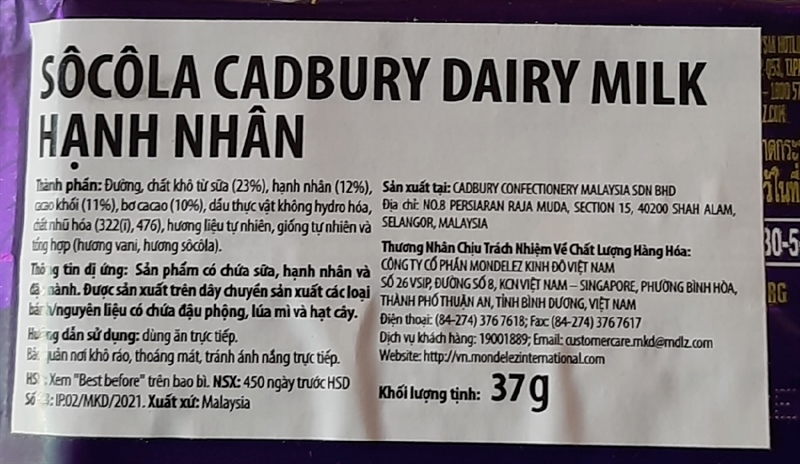 SÔCÔLA CADBURY DAIRY MILK
HẠNH NHÂN
Thành phần: Đường, chất khô từ sữa (23%), hạnh nhân (12%),
cacao khối (11%), bơ cacao (10%), dầu thực vật không hydro hóa,
chất nhũ hóa (322(i), 476), hương liệu tự nhiên, giống tự nhiên và
tổng hợp (hương vani, hương sôcôla).
Thông tin dị ứng: Sản phẩm có chứa sữa, hạnh nhân và
đậu nành. Được sản xuất trên dây chuyền sản xuất các loại
bánh/nguyên liệu có chứa đậu phộng, lúa mì và hạt cây.
Hướng dẫn sử dụng: dùng ăn trực tiếp.
Bảo quản nơi khô ráo, thoáng mát, tránh ánh nắng trực tiếp.
HSD: Xem "Best before" trên bao bì. NSX: 450 ngày trước HSD
Số CB: IP.02/MKD/2021. Xuất xứ: Malaysia
Sản xuất tại: CADBURY CONFECTIONERY MALAYSIA SDN BHD
Địa chỉ: NO.8 PERSIARAN RAJA MUDA, SECTION 15, 40200 SHAH ALAM,
SELANGOR, MALAYSIA
Thương Nhân Chịu Trách Nhiệm Về Chất Lượng Hàng Hóa:
CÔNG TY CỔ PHẦN MONDELEZ KINH ĐÔ VIỆT NAM
SỐ 26 VSIP, ĐƯỜNG SỐ 8, KCN VIỆT NAM – SINGAPORE, PHƯỜNG BÌNH HÒA,
THÀNH PHỐ THUẬN AN, TỈNH BÌNH DƯƠNG, VIỆT NAM
Điện thoại: (84-274) 376 7618; Fax: (84-274) 376 7617
Dịch vụ khách hàng: 19001889; Email: customercare.mkd@mdlz.com
Website: http://vn.mondelezinternational.com
Khối lượng tịnh: 37g